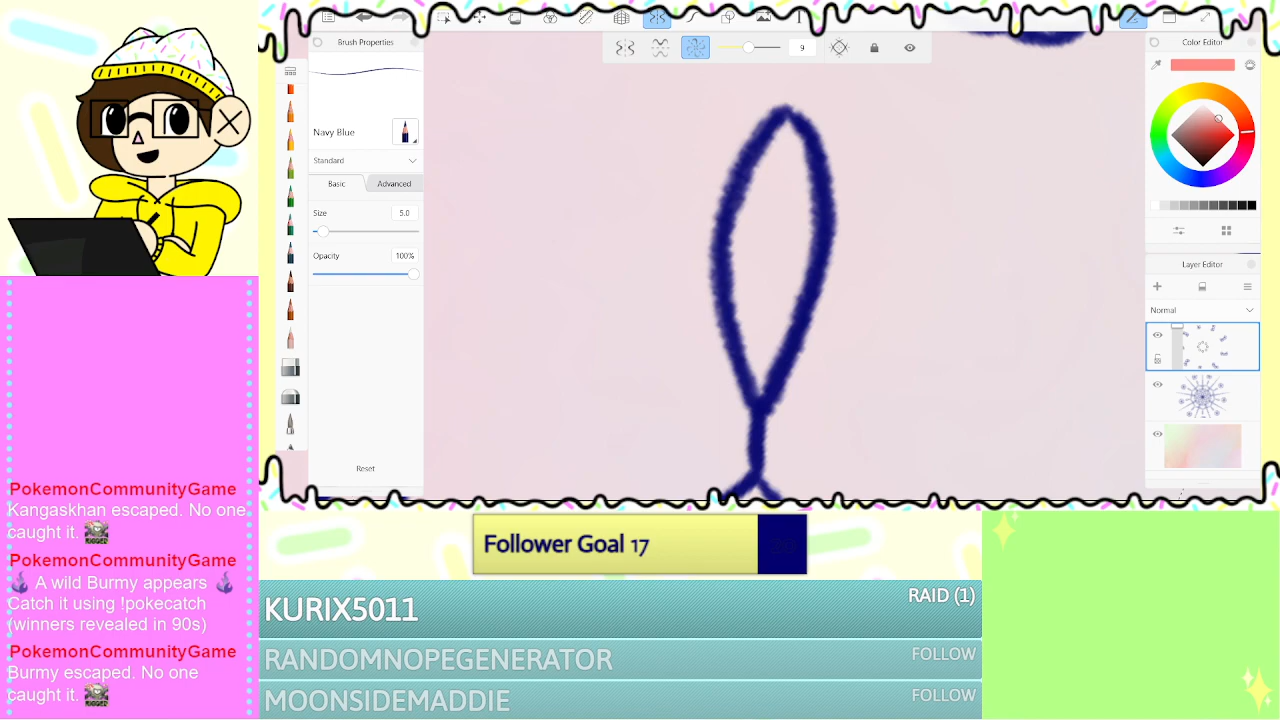 Brush Properties
Navy Blue
Standard
Basic
Advanced
Size
5.0
Opacity
100%
Reset
9
Color Editor
Layer Editor
Normal
PokemonCommunityGame
Kangaskhan escaped. No one
caught it.
PokemonCommunityGame
A wild Burmy appears
Catch it using !pokecatch
(winners revealed in 90s)
PokemonCommunityGame
Burmy escaped. No one
caught it.
Follower Goal 17
KURIX5011
RAID (1)
RANDOMNOPEGENERATOR
FOLLOW
MOONSIDEMADDIE
FOLLOW